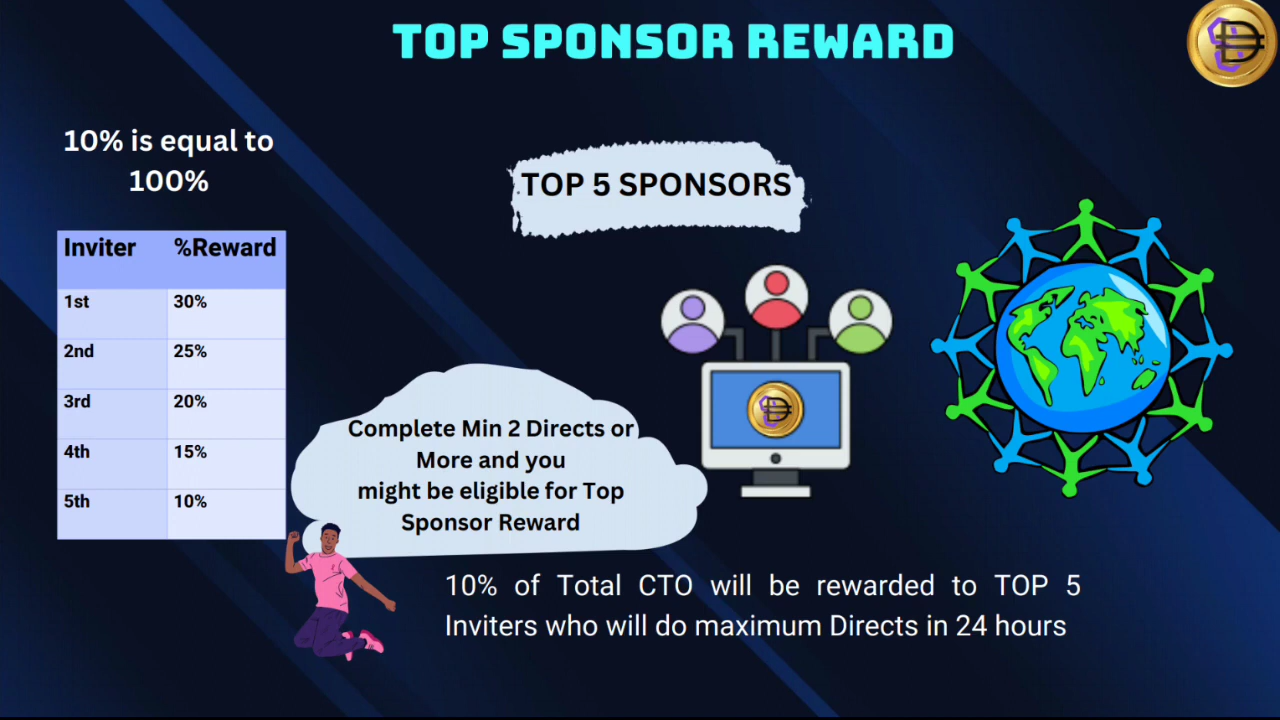 TOP SPONSOR REWARD
10% is equal to
100%
TOP 5 SPONSORS
Inviter %Reward
1st 30%
2nd 25%
3rd 20%
4th 15%
5th 10%
Complete Min 2 Directs or
More and you
might be eligible for Top
Sponsor Reward
10% of Total CTO will be rewarded to TOP 5
Inviters who will do maximum Directs in 24 hours